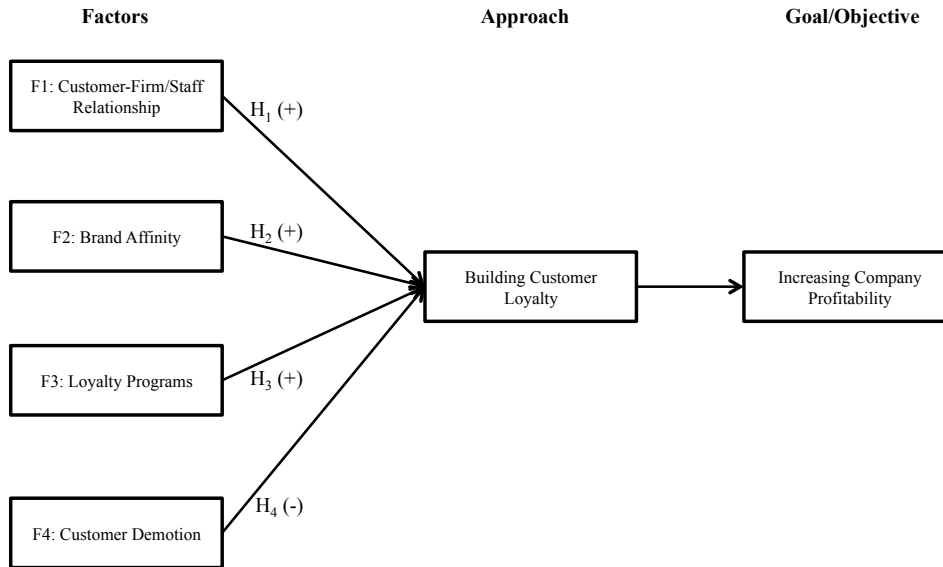 Factors
Approach
Goal/Objective
F1: Customer-Firm/Staff
Relationship
H1 (+)
F2: Brand Affinity
H2 (+)
Building Customer
Loyalty
Increasing Company
Profitability
F3: Loyalty Programs
H3 (+)
F4: Customer Demotion
H4 (-)